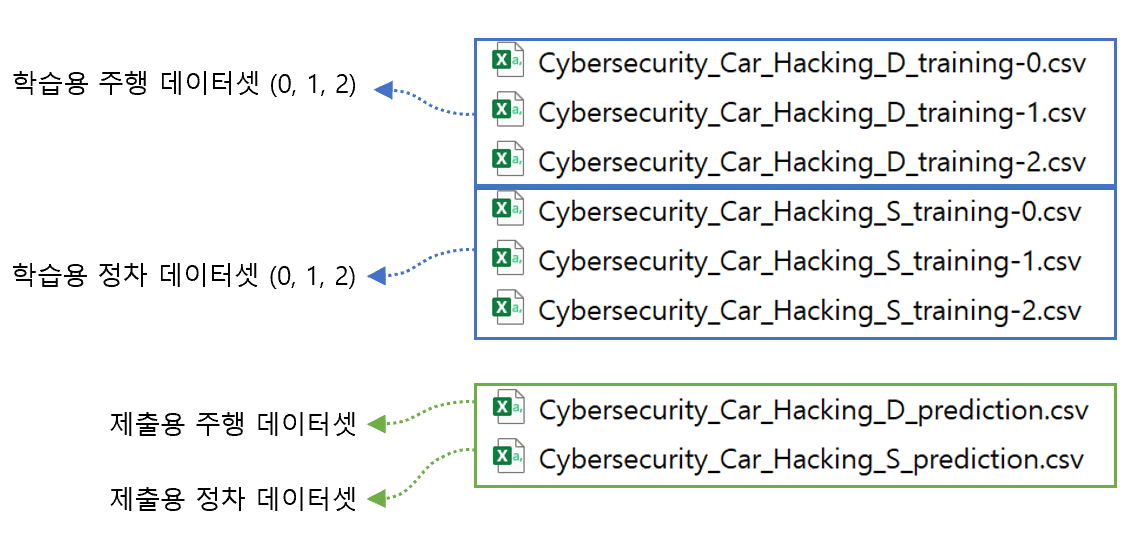 학습용 주행 데이터셋 (0, 1, 2)
Cybersecurity_Car_Hacking_D_training-0.csv
Cybersecurity_Car_Hacking_D_training-1.csv
Cybersecurity_Car_Hacking_D_training-2.csv
학습용 정차 데이터셋 (0, 1, 2)
Cybersecurity_Car_Hacking_S_training-0.csv
Cybersecurity_Car_Hacking_S_training-1.csv
Cybersecurity_Car_Hacking_S_training-2.csv
제출용 주행 데이터셋
Cybersecurity_Car_Hacking_D_prediction.csv
제출용 정차 데이터셋
Cybersecurity_Car_Hacking_S_prediction.csv